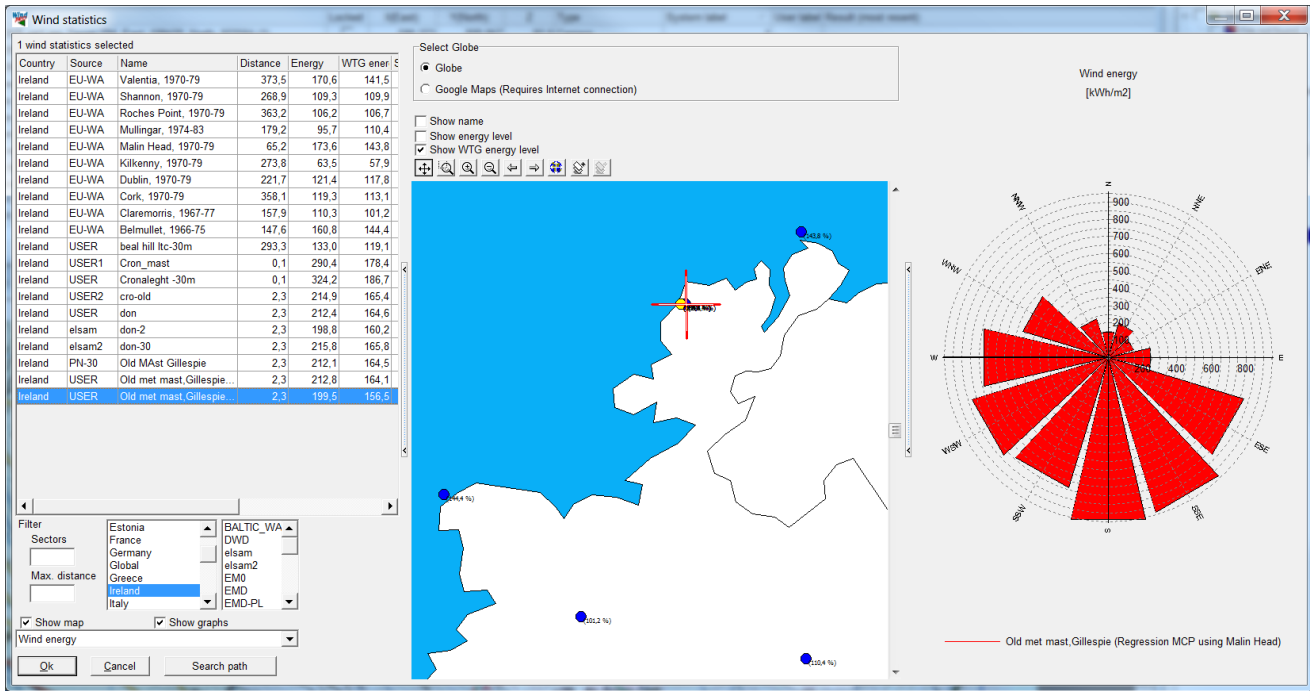 Wind statistics
1 wind statistics selected
Country Source Name Distance Energy WTG ener S
Ireland EU-WA Valentia, 1970-79 373,5 170,6 141,5
Ireland EU-WA Shannon, 1970-79 268,9 109,3 109,9
Ireland EU-WA Roches Point, 1970-79 363,2 106,2 106,7
Ireland EU-WA Mullingar, 1974-83 179,2 95,7 110,4
Ireland EU-WA Malin Head, 1970-79 65,2 173,6 143,8
Ireland EU-WA Kilkenny, 1970-79 273,8 63,5 57,9
Ireland EU-WA Dublin, 1970-79 221,7 121,4 117,8
Ireland EU-WA Cork, 1970-79 358,1 119,3 113,1
Ireland EU-WA Claremorris, 1967-77 157,9 110,3 101,2
Ireland EU-WA Belmullet, 1966-75 147,6 160,8 144,4
Ireland USER beal hill ltc-30m 293,3 133,0 119,1
Ireland USER1 Cron_mast 0,1 290,4 178,4
Ireland USER Cronaleght -30m 0,1 324,2 186,7
Ireland USER2 cro-old 2,3 214,9 165,4
Ireland USER don 2,3 212,4 164,6
Ireland elsam don-2 2,3 198,8 160,2
Ireland elsam2 don-30 2,3 215,8 165,8
Ireland PN-30 Old MAst Gillespie 2,3 212,1 164,5
Ireland USER Old met mast,Gillespie... 2,3 212,8 164,1
Ireland USER Old met mast,Gillespie... 2,3 199,5 156,5
Filter
Sectors
Max. distance
Estonia
France
Germany
Global
Greece
Ireland
Italy
BALTIC_WA
DWD
elsam
elsam2
EM0
EMD
EMD-PL
Show map Show graphs
Wind energy
Ok Cancel Search path
Select Globe
Globe
Google Maps (Requires Internet connection)
Show name
Show energy level
Show WTG energy level
(143,8 %)
(144,4 %)
(101,2 %)
(110,4 %)
Wind energy
[kWh/m2]
N
NNE
ENE
E
ESE
SSE
S
SSW
WSW
W
WNW
NNW
900
800
700
600
500
400
300
200
100
200 400 600 800
Old met mast,Gillespie (Regression MCP using Malin Head)